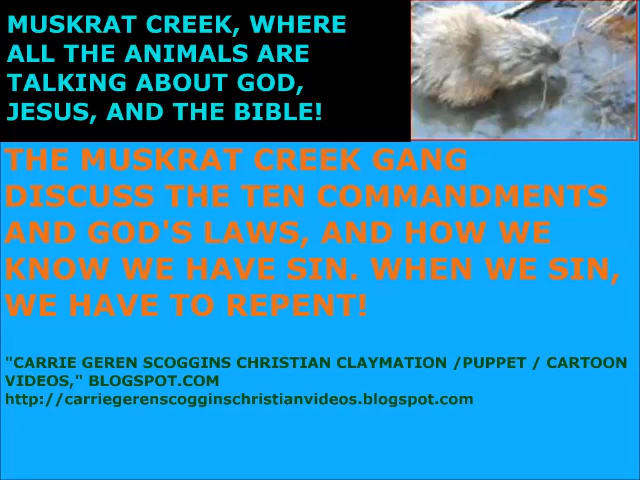 MUSKRAT CREEK, WHERE
ALL THE ANIMALS ARE
TALKING ABOUT GOD,
JESUS, AND THE BIBLE!
THE MUSKRAT CREEK GANG
DISCUSS THE TEN COMMANDMENTS
AND GOD'S LAWS, AND HOW WE
KNOW WE HAVE SIN. WHEN WE SIN,
WE HAVE TO REPENT!
"CARRIE GEREN SCOGGINS CHRISTIAN CLAYMATION /PUPPET / CARTOON
VIDEOS," BLOGSPOT.COM
http://carriegerenscogginschristianvideos.blogspot.com